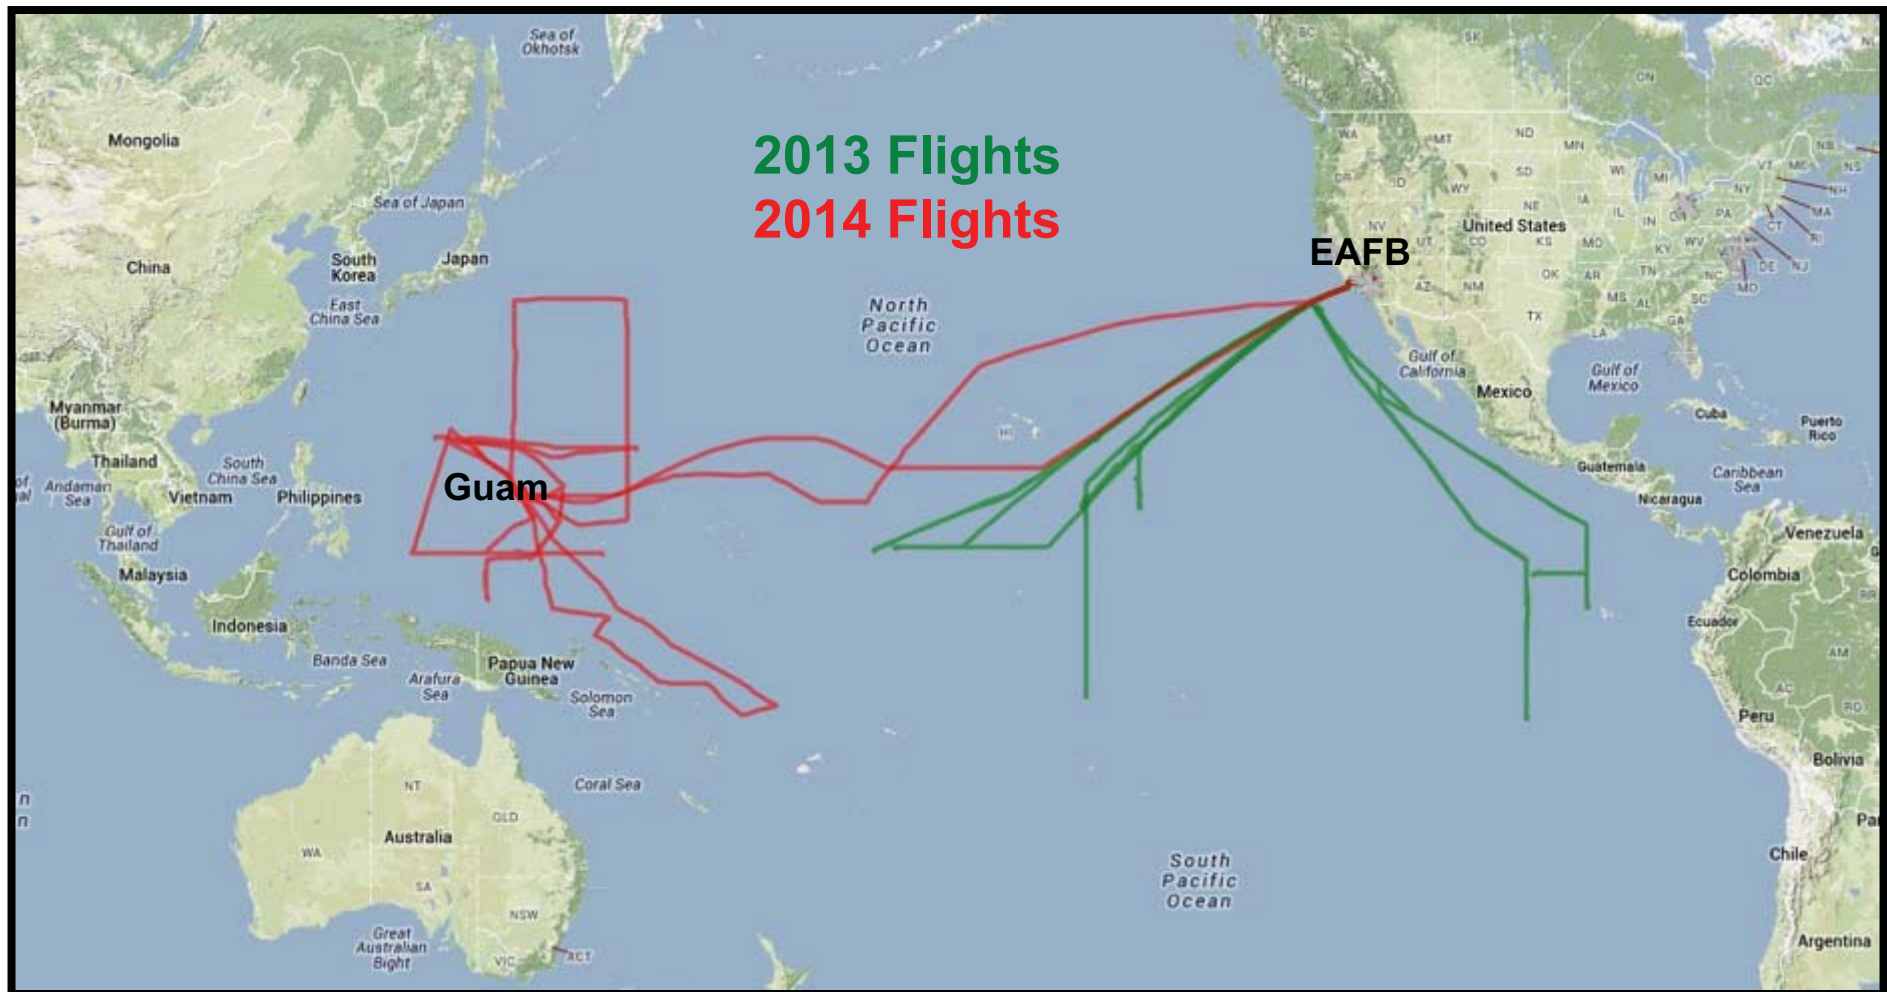 Sea of
Okhotsk
BC
SK
ON
QC
NL
Mongolia
2013 Flights
2014 Flights
WA
MT
ND
MN
OR
ID
WY
SD
WI
MI
VT
ME
NB
NS
NH
MA
RI
CT
NY
PA
NJ
DE
MD
Sea of Japan
NE
IA
IL
IN
OH
NV
UT
CO
United States
KS
MO
KY
WV
EAFB
China
South
Korea
Japan
East
China Sea
AZ
NM
OK
AR
TN
NC
SC
MS
AL
GA
TX
LA
North
Pacific
Ocean
HI
Gulf of
California
Mexico
Gulf of
Mexico
Cuba
Puerto
Rico
Myanmar
(Burma)
Thailand
Andaman
Sea
South
China Sea
Vietnam
Philippines
Guam
Guatemala
Nicaragua
Caribbean
Sea
Gulf of
Thailand
Malaysia
Venezuela
Colombia
RR
Ecuador
AM
Indonesia
Banda Sea
Arafura
Sea
Papua New
Guinea
Solomon
Sea
AC
RO
Peru
Bolivia
Coral Sea
NT
QLD
Australia
WA
SA
NSW
VIC
ACT
Great
Australian
Bight
South
Pacific
Ocean
Chile
Argentina